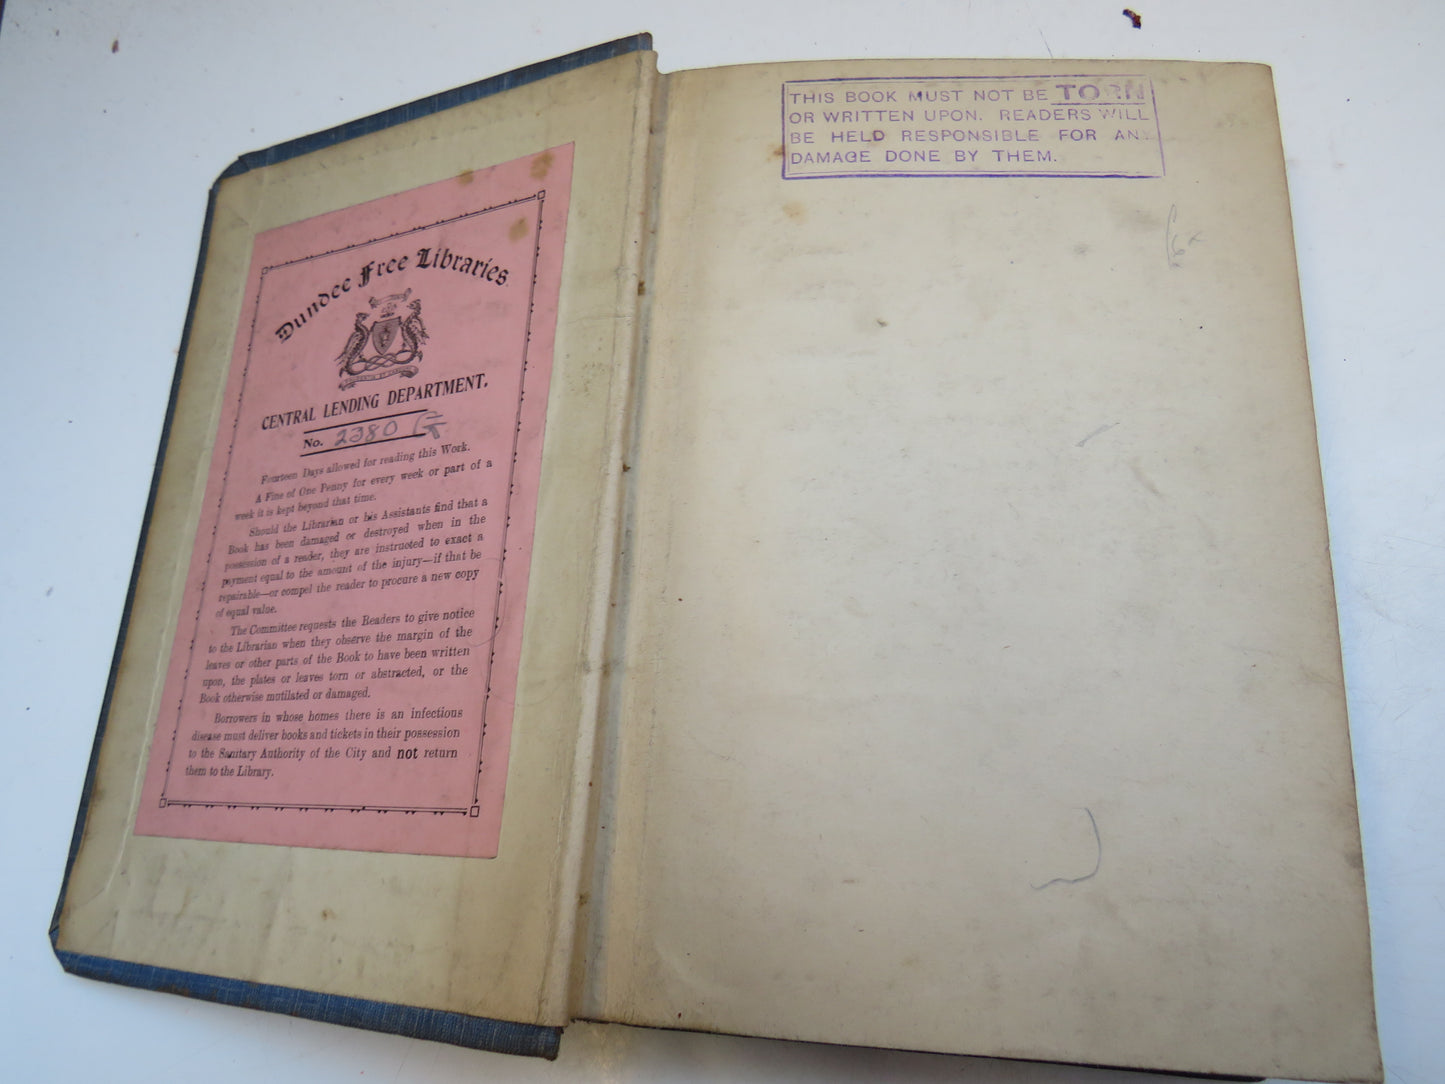 Dundee Free Libraries.
CENTRAL LENDING DEPARTMENT.
No. 2380
Fourteen Days allowed for reading this Work.
A Fine of One Penny for every week or part of a
week it is kept beyond that time.
Should the Librarian or his Assistants find that a
Book has been damaged or destroyed when in the
possession of a reader, they are instructed to exact a
payment equal to the amount of the injury—if that be
repairable—or compel the reader to procure a new copy
of equal value.
The Committee requests the Readers to give notice
to the Librarian when they observe the margin of the
leaves or other parts of the Book to have been written
upon, the plates or leaves torn or abstracted, or the
Book otherwise mutilated or damaged.
Borrowers in whose homes there is an infectious
disease must deliver books and tickets in their possession
to the Sanitary Authority of the City and not return
them to the Library.
THIS BOOK MUST NOT BE TORN
OR WRITTEN UPON. READERS WILL
BE HELD RESPONSIBLE FOR ANY
DAMAGE DONE BY THEM.